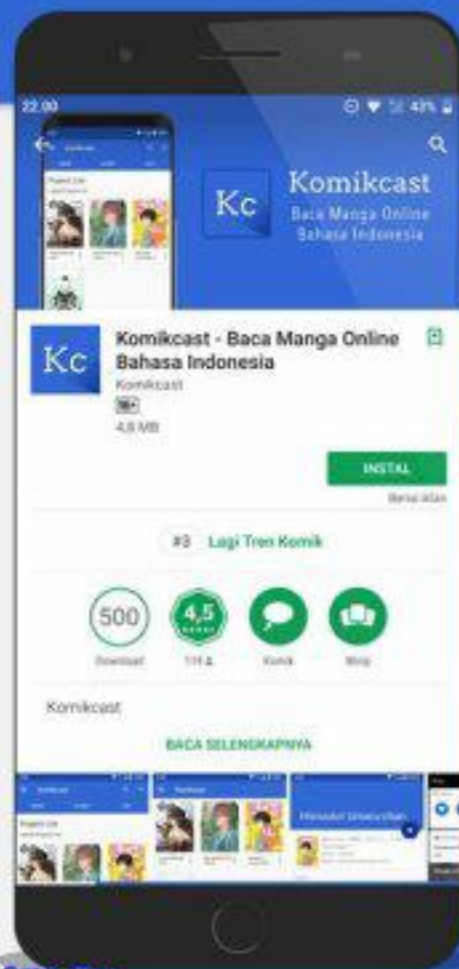 22.00
43%
Komikcast
Baca Manga Online
Bahasa Indonesia
Kc
Kc
Komikcast - Baca Manga Online
Bahasa Indonesia
Komikcast
4,8 MB
INSTAL
Berisi iklan
#3 Lagi Tren Komik
500
4,5
Download
Komik
Mirip
Komikcast
BACA SELENGKAPNYA